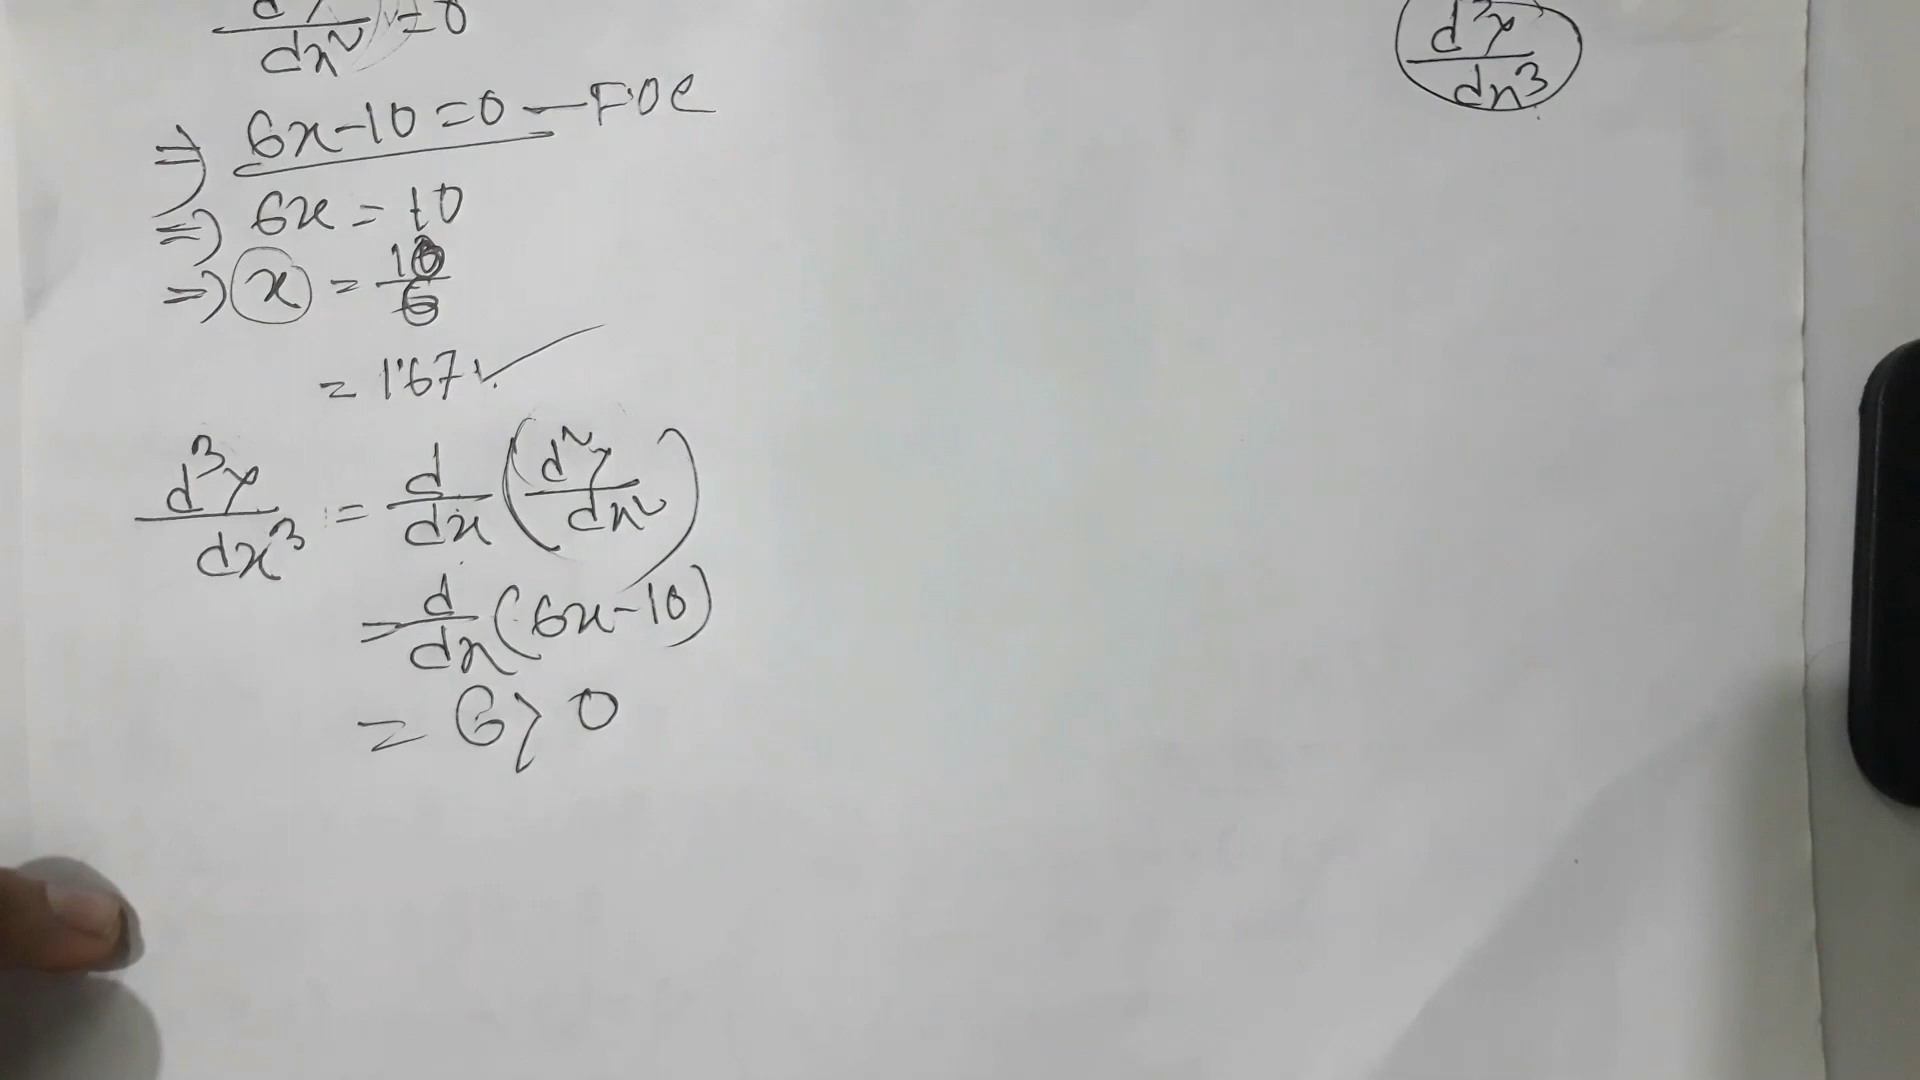 d²y/dx² = 0
d³y/dx³
⇒ 6x-10=0 — FOC
⇒ 6x = 10
⇒ x = 10/6
= 1.67 ✓
d³y/dx³ = d/dx (d²y/dx²)
= d/dx (6x-10)
= 6 > 0